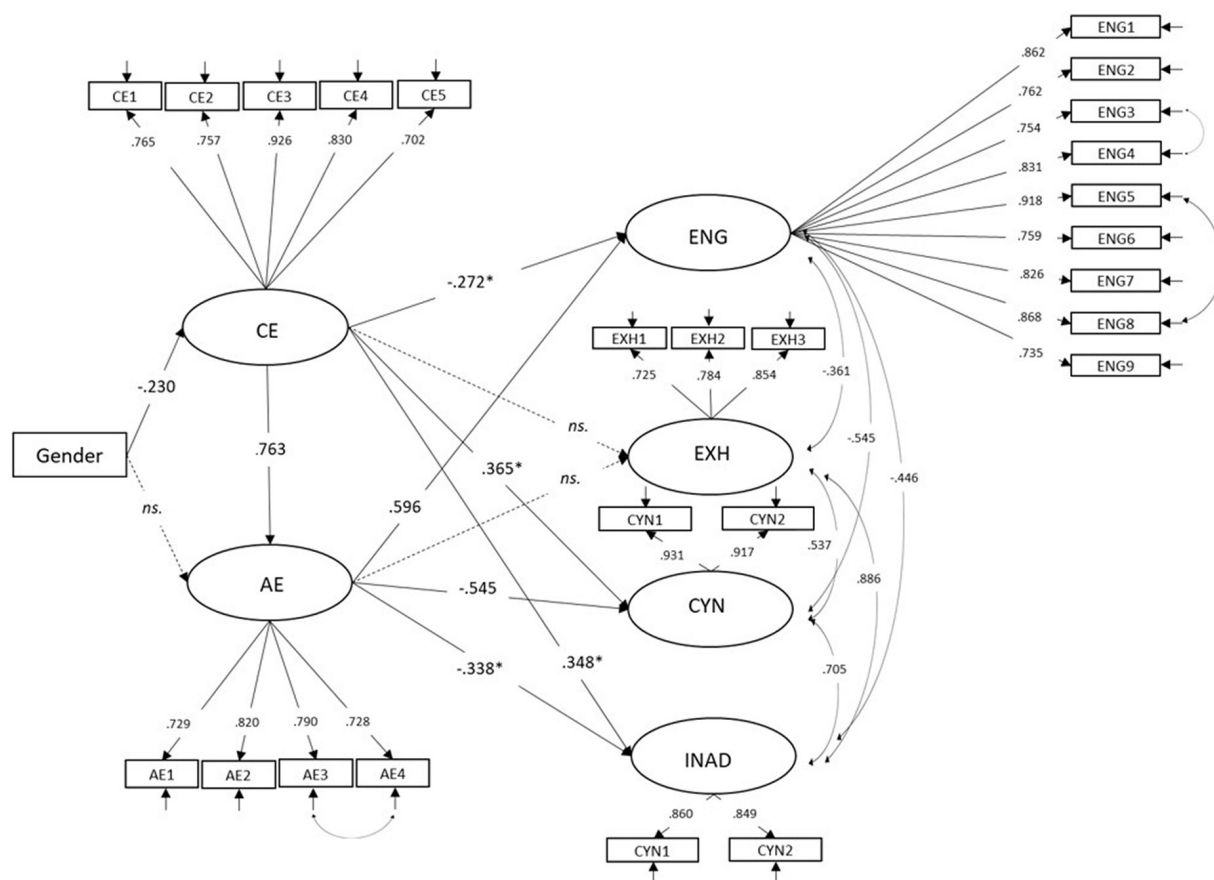 ENG1
.862
ENG2
.762
ENG3
.754
ENG4
.831
ENG5
.918
ENG6
.759
ENG7
.826
ENG8
.868
ENG9
.735
CE1 CE2 CE3 CE4 CE5
.765 .757 .926 .830 .702
ENG
-.272*
CE
EXH1 EXH2 EXH3
.725 .784 .854
-.361
-.230
ns.
-.545
Gender
.763
EXH
.365*
ns.
-.446
ns.
.596
CYN1 CYN2
.931 .917
.537
.886
AE
-.545
CYN
-.338*
.348*
.705
.729 .820 .790 .728
AE1 AE2 AE3 AE4
INAD
.860 .849
CYN1 CYN2